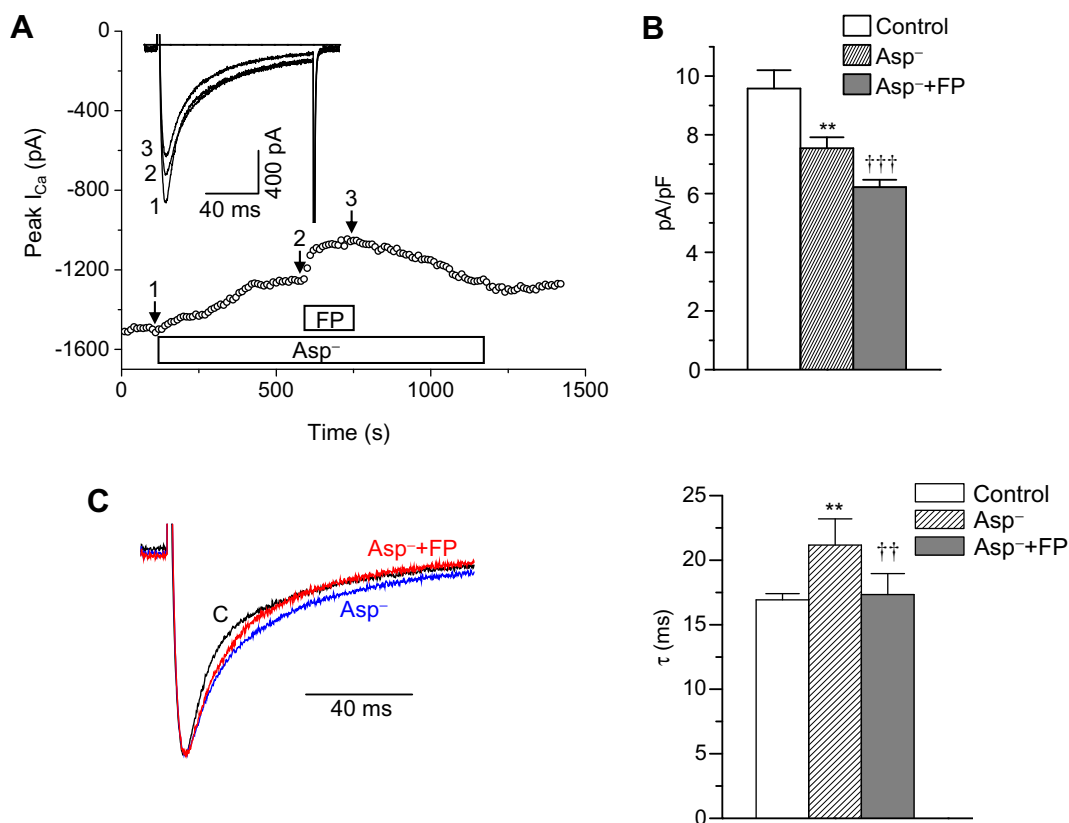 A
0
-400
-800
-1200
-1600
Peak I_Ca (pA)
3
2
1
400 pA
40 ms
1
2
3
FP
Asp⁻
0
500
1000
1500
Time (s)
B
Control
Asp⁻
Asp⁻+FP
10
8
6
4
2
0
pA/pF
**
†††
C
Asp⁻+FP
C
Asp⁻
40 ms
25
20
15
10
5
0
τ (ms)
**
††
Control
Asp⁻
Asp⁻+FP